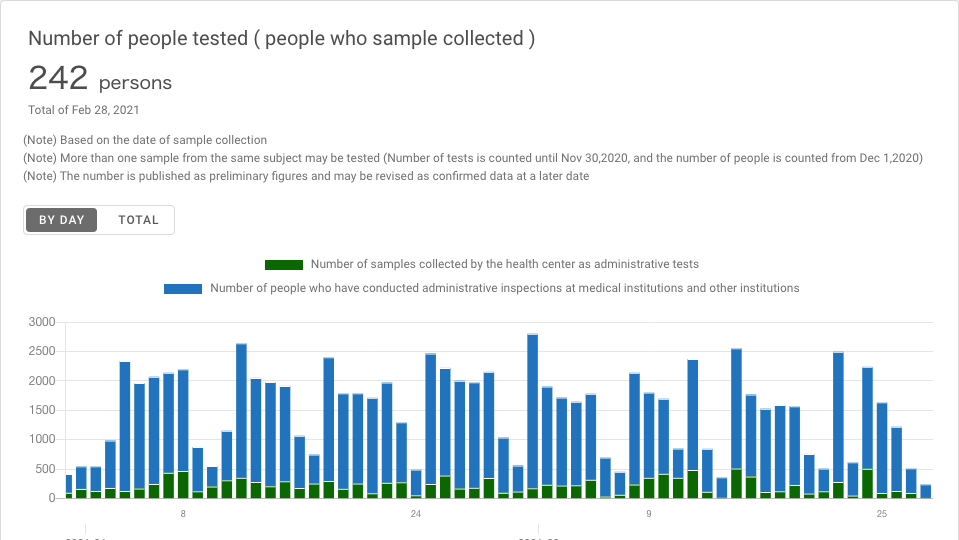 Number of people tested ( people who sample collected )
242 persons
Total of Feb 28, 2021
(Note) Based on the date of sample collection
(Note) More than one sample from the same subject may be tested (Number of tests is counted until Nov 30,2020, and the number of people is counted from Dec 1,2020)
(Note) The number is published as preliminary figures and may be revised as confirmed data at a later date
BY DAY TOTAL
Number of samples collected by the health center as administrative tests
Number of people who have conducted administrative inspections at medical institutions and other institutions
3000
2500
2000
1500
1000
500
0
8 24 9 25